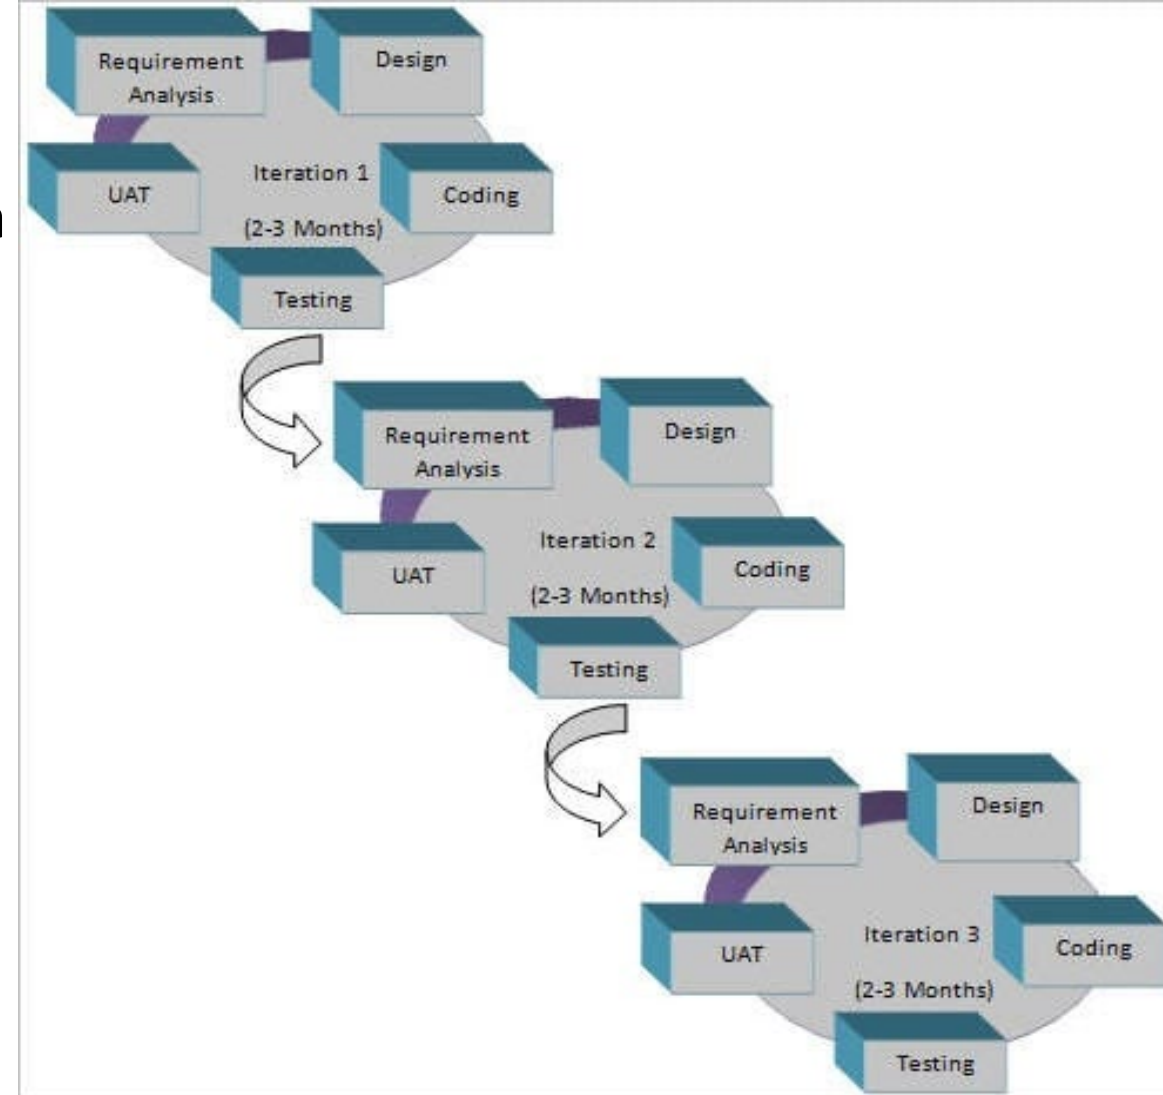 Requirement
Analysis
Design
Iteration 1
(2-3 Months)
UAT
Coding
Testing
Requirement
Analysis
Design
Iteration 2
(2-3 Months)
UAT
Coding
Testing
Requirement
Analysis
Design
Iteration 3
(2-3 Months)
UAT
Coding
Testing